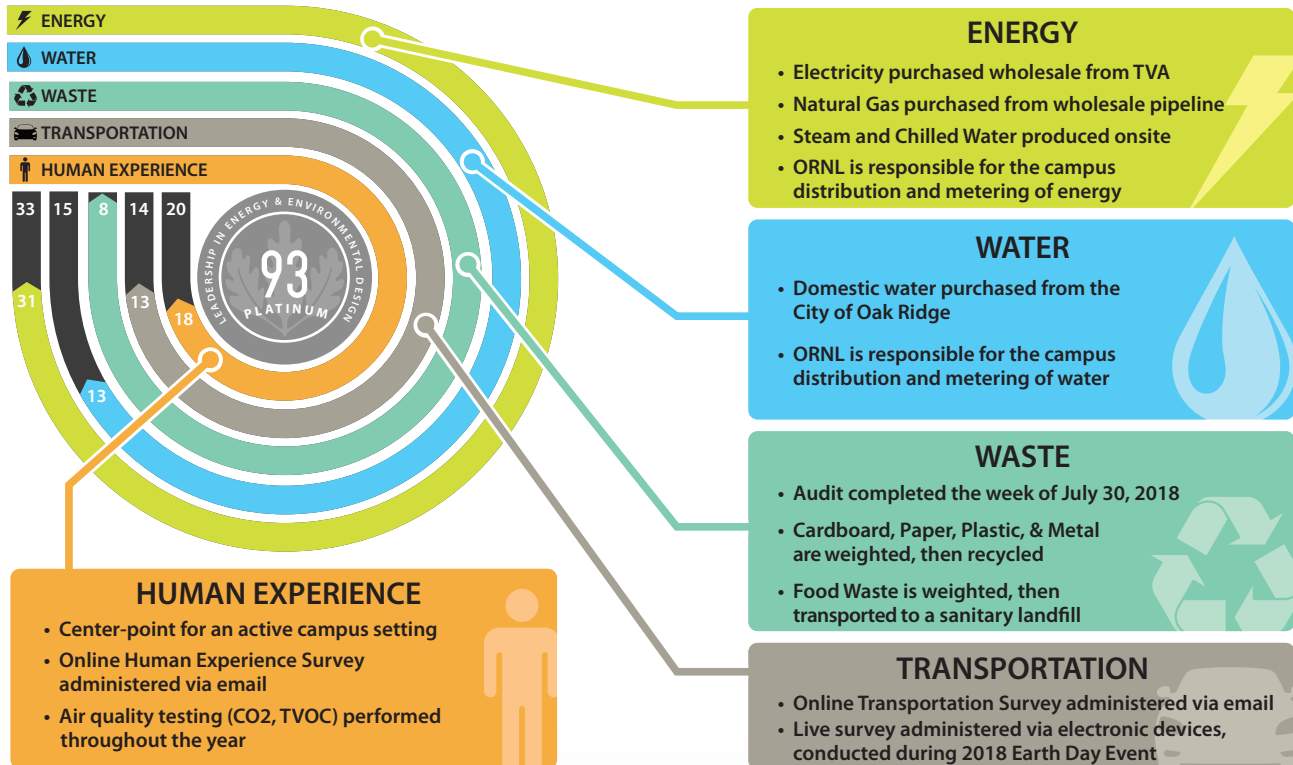 ENERGY
WATER
WASTE
TRANSPORTATION
HUMAN EXPERIENCE
33
15
8
14
20
31
13
13
18
LEADERSHIP IN ENERGY & ENVIRONMENTAL DESIGN
93
PLATINUM
ENERGY
• Electricity purchased wholesale from TVA
• Natural Gas purchased from wholesale pipeline
• Steam and Chilled Water produced onsite
• ORNL is responsible for the campus
distribution and metering of energy
WATER
• Domestic water purchased from the
City of Oak Ridge
• ORNL is responsible for the campus
distribution and metering of water
WASTE
• Audit completed the week of July 30, 2018
• Cardboard, Paper, Plastic, & Metal
are weighted, then recycled
• Food Waste is weighted, then
transported to a sanitary landfill
HUMAN EXPERIENCE
• Center-point for an active campus setting
• Online Human Experience Survey
administered via email
• Air quality testing (CO2, TVOC) performed
throughout the year
TRANSPORTATION
• Online Transportation Survey administered via email
• Live survey administered via electronic devices,
conducted during 2018 Earth Day Event